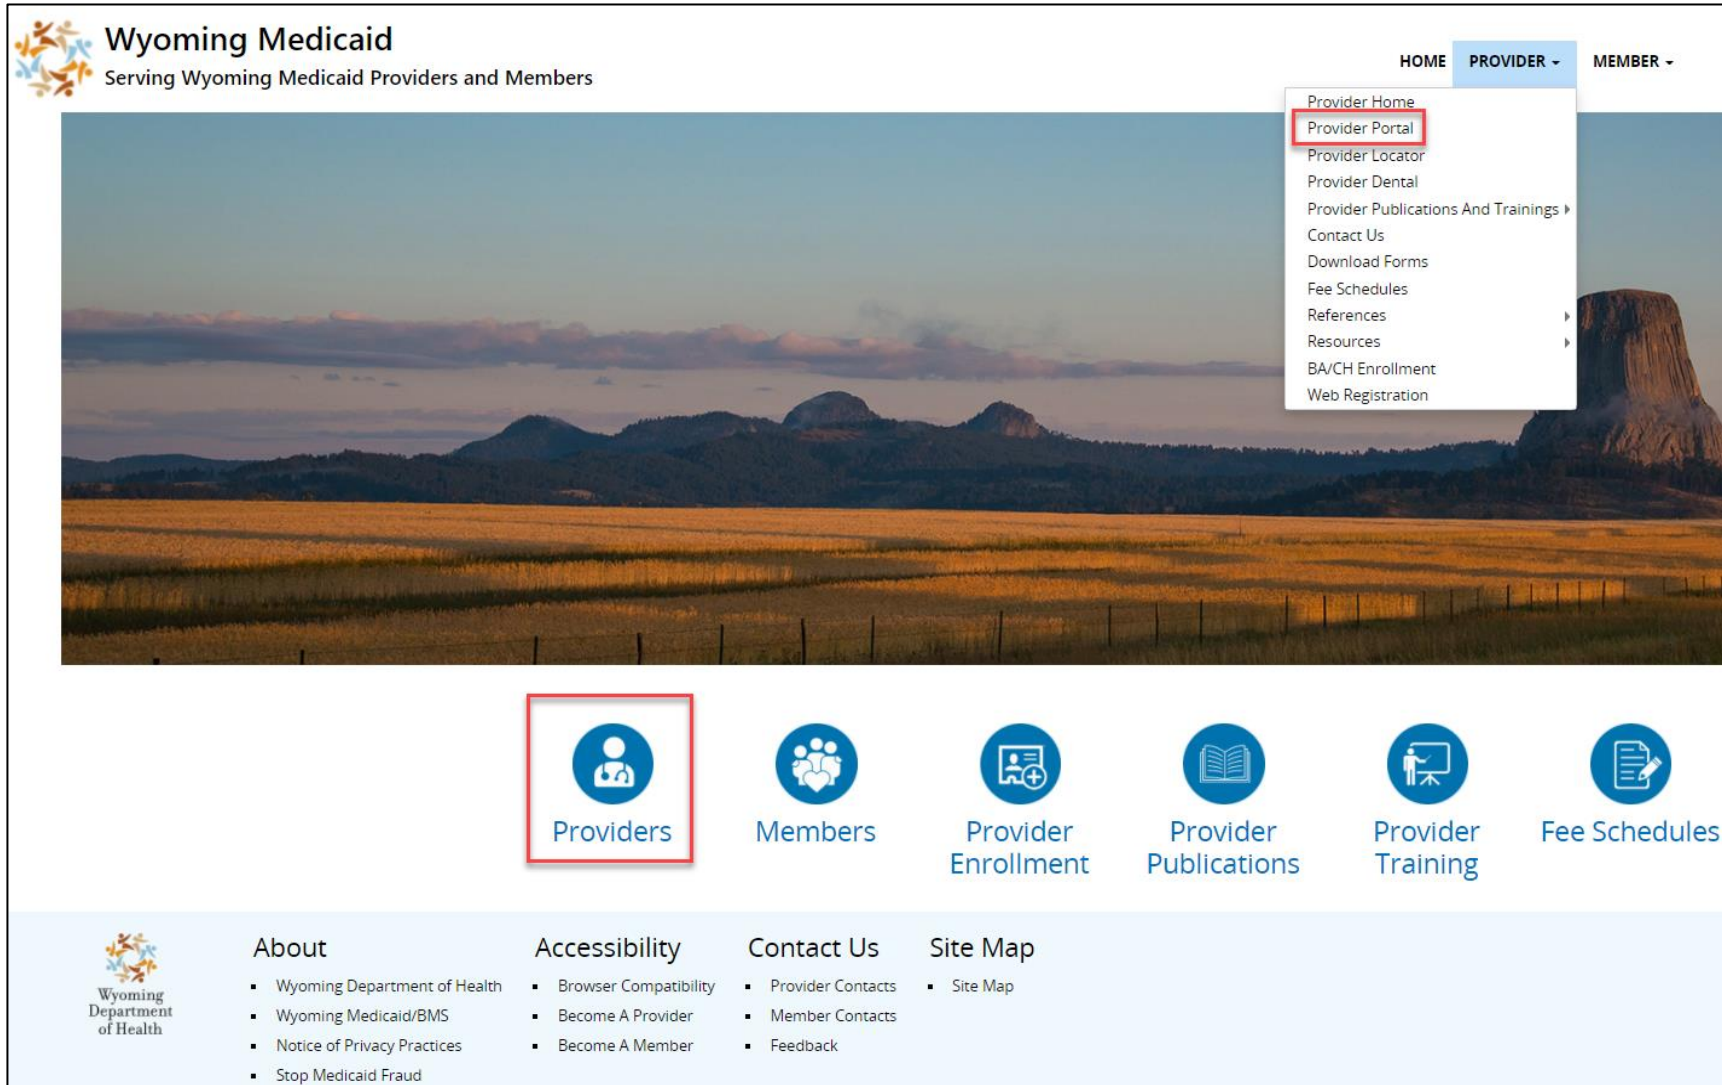 Wyoming Medicaid
Serving Wyoming Medicaid Providers and Members
HOME PROVIDER MEMBER
Provider Home
Provider Portal
Provider Locator
Provider Dental
Provider Publications And Trainings
Contact Us
Download Forms
Fee Schedules
References
Resources
BA/CH Enrollment
Web Registration
Providers
Members
Provider
Enrollment
Provider
Publications
Provider
Training
Fee Schedules
Wyoming
Department
of Health
About
Wyoming Department of Health
Wyoming Medicaid/BMS
Notice of Privacy Practices
Stop Medicaid Fraud
Accessibility
Browser Compatibility
Become A Provider
Become A Member
Contact Us
Provider Contacts
Member Contacts
Feedback
Site Map
Site Map